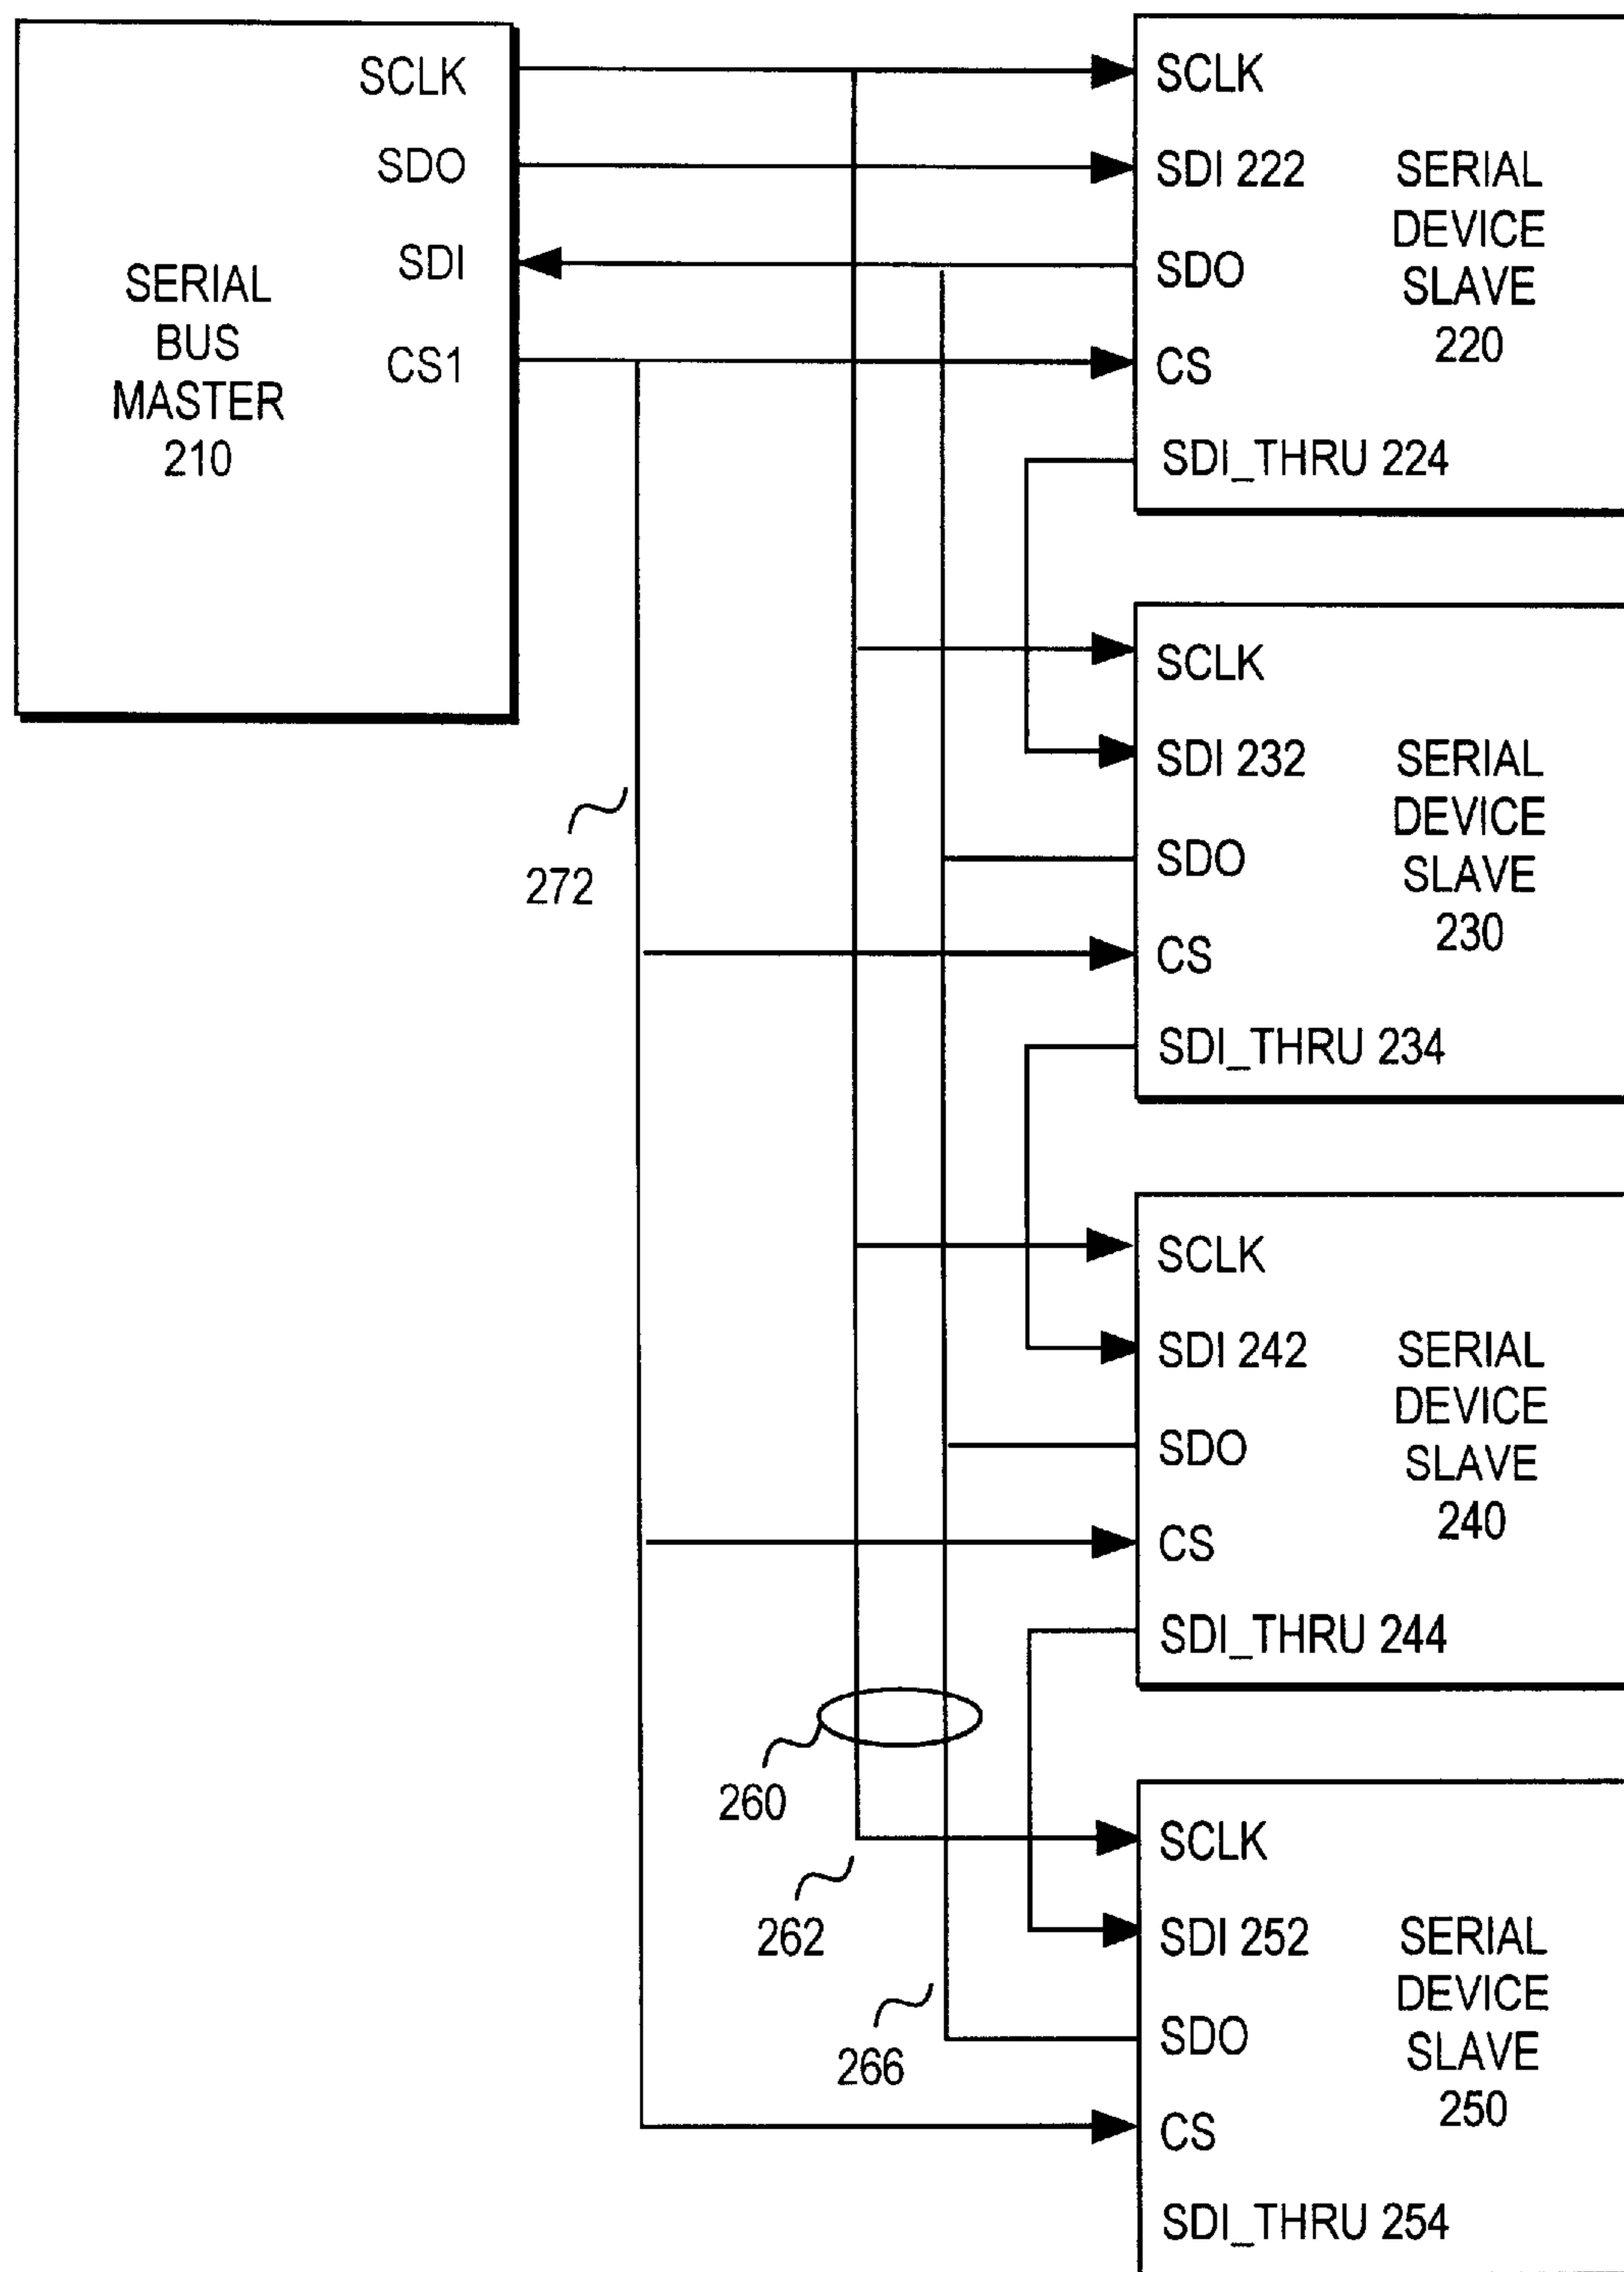 SCLK
SDO
SDI
CS1
SERIAL
BUS
MASTER
210
SCLK
SDI 222
SDO
CS
SDI_THRU 224
SERIAL
DEVICE
SLAVE
220
SCLK
SDI 232
SDO
CS
SDI_THRU 234
SERIAL
DEVICE
SLAVE
230
272
SCLK
SDI 242
SDO
CS
SDI_THRU 244
SERIAL
DEVICE
SLAVE
240
260
262
266
SCLK
SDI 252
SDO
CS
SDI_THRU 254
SERIAL
DEVICE
SLAVE
250